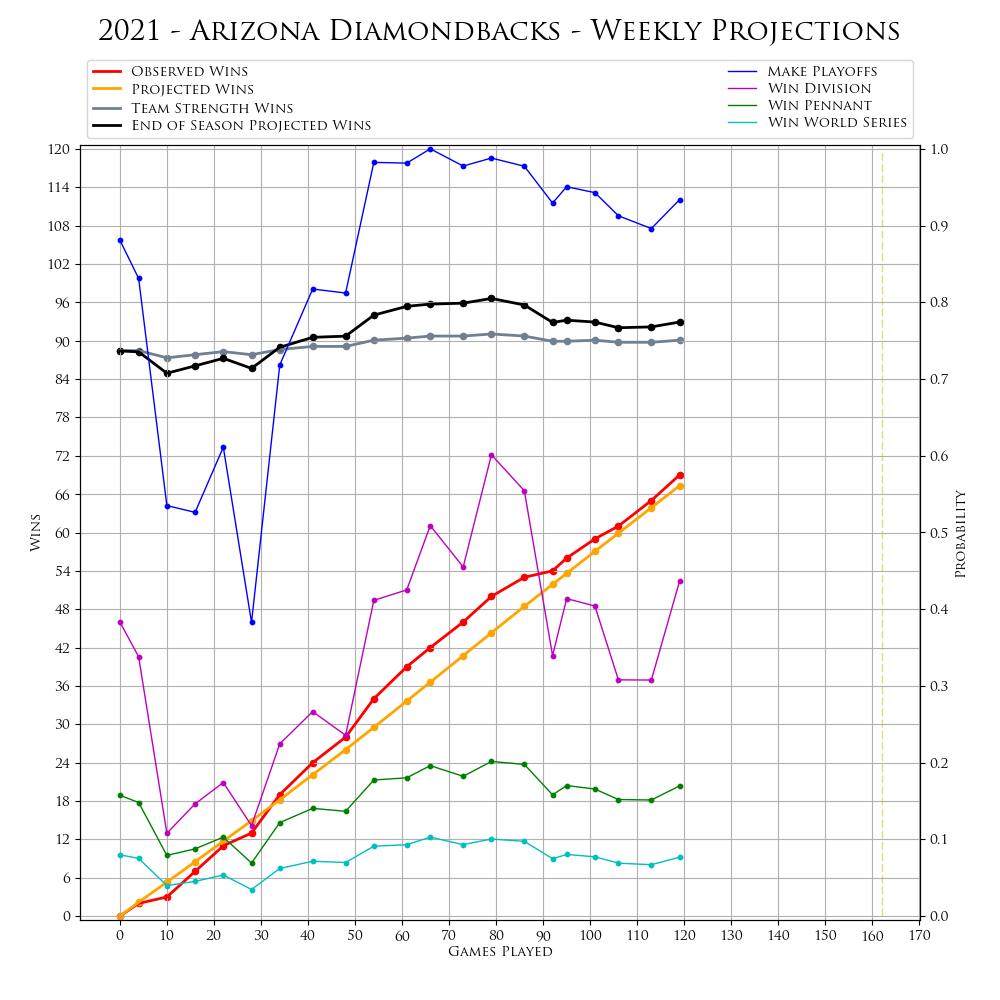 2021 - Arizona Diamondbacks - Weekly Projections
Observed Wins
Projected Wins
Team Strength Wins
End of Season Projected Wins
Make Playoffs
Win Division
Win Pennant
Win World Series
120
114
108
102
96
90
84
78
72
66
60
54
48
42
36
30
24
18
12
6
0
Wins
1.0
0.9
0.8
0.7
0.6
0.5
0.4
0.3
0.2
0.1
0.0
Probability
0 10 20 30 40 50 60 70 80 90 100 110 120 130 140 150 160 170
Games Played